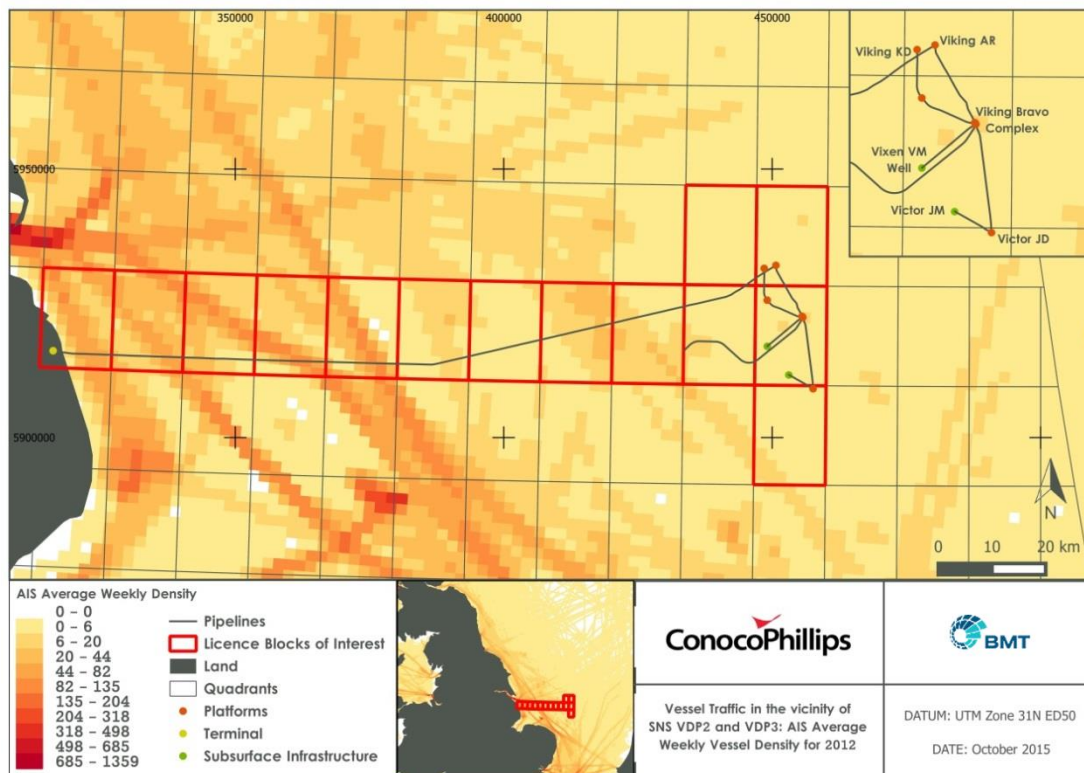 350000
400000
450000
5950000
5900000
Viking KD
Viking AR
Viking Bravo
Complex
Vixen VM
Well
Victor JM
Victor JD
N
0 10 20 km
AIS Average Weekly Density
0 - 0
0 - 6
6 - 20
20 - 44
44 - 82
82 - 135
135 - 204
204 - 318
318 - 498
498 - 685
685 - 1359
Pipelines
Licence Blocks of Interest
Land
Quadrants
Platforms
Terminal
Subsurface Infrastructure
ConocoPhillips
BMT
Vessel Traffic in the vicinity of
SNS VDP2 and VDP3: AIS Average
Weekly Vessel Density for 2012
DATUM: UTM Zone 31N ED50
DATE: October 2015